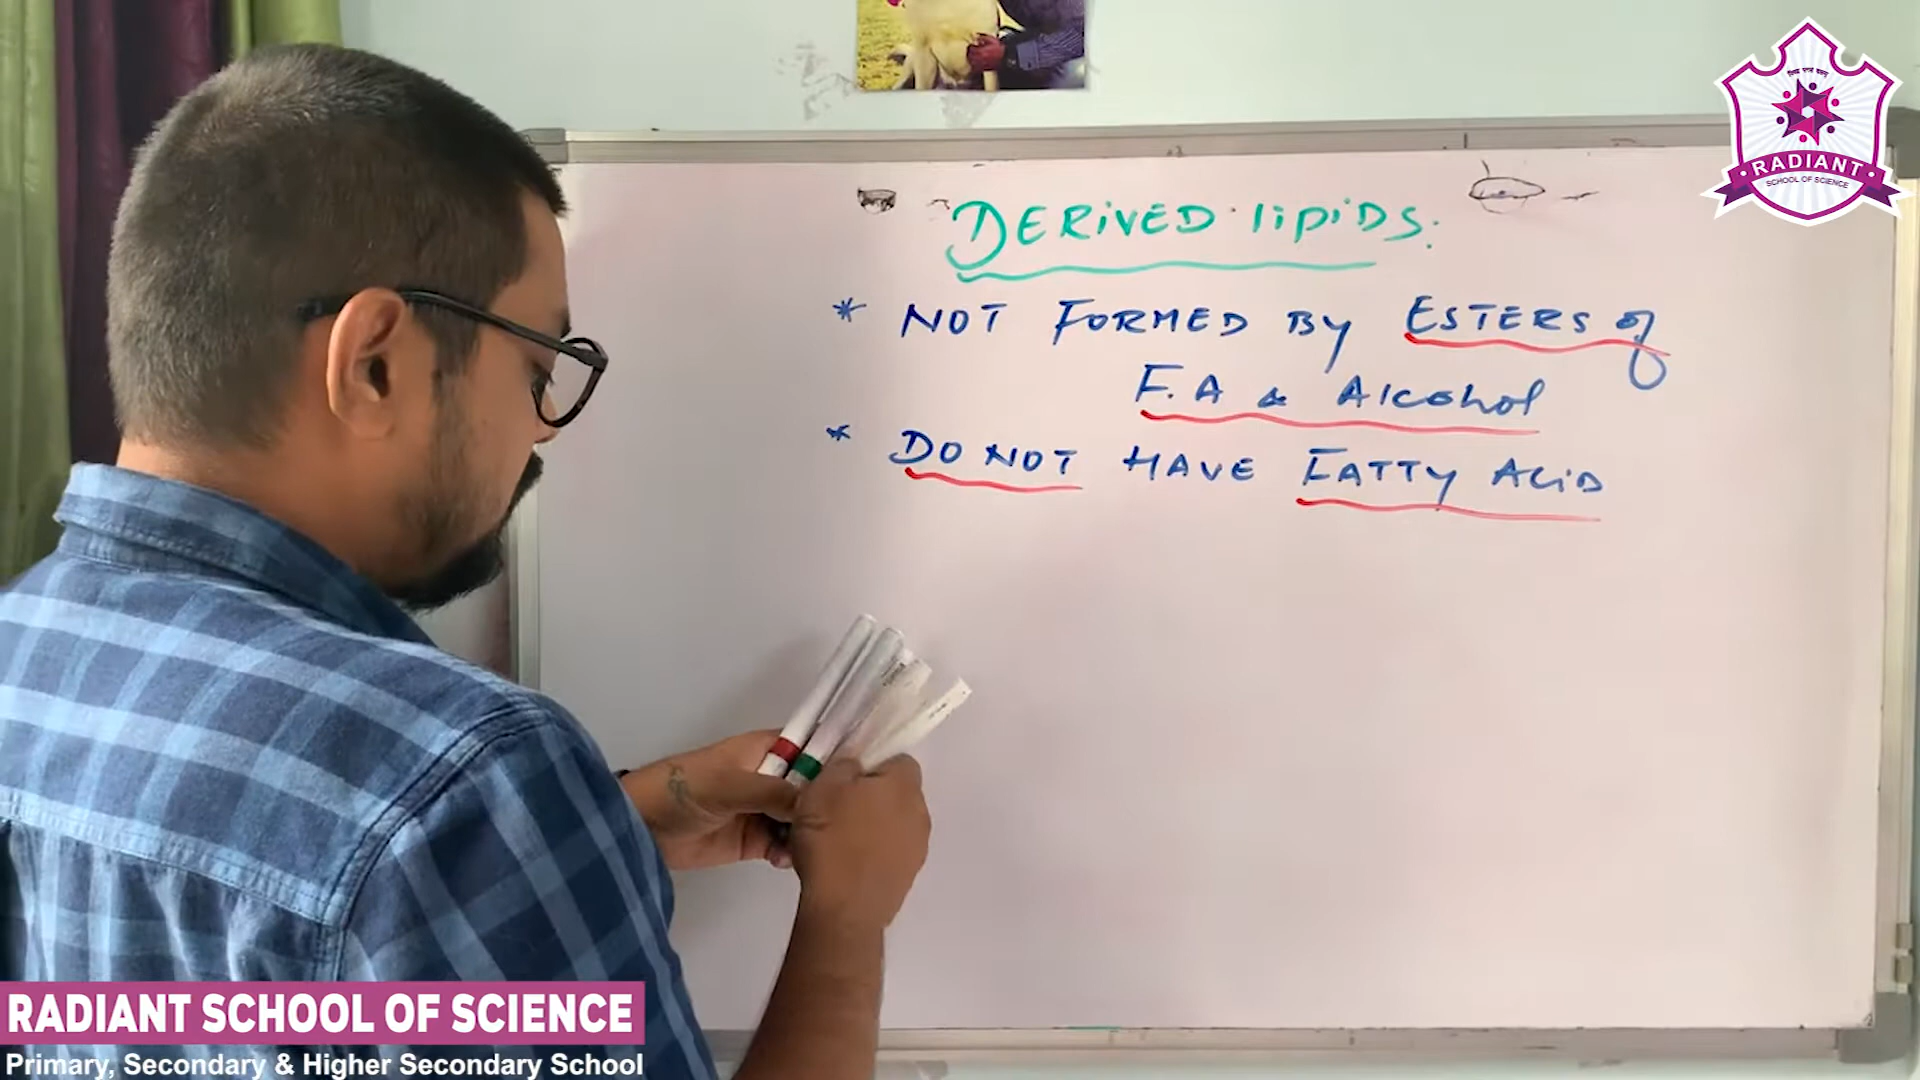 DERIVED lipids:
* NOT FORMED BY ESTERS of
F.A & Alcohol
* DO NOT HAVE FATTY ACID
RADIANT
SCHOOL OF SCIENCE
RADIANT SCHOOL OF SCIENCE
Primary, Secondary & Higher Secondary School